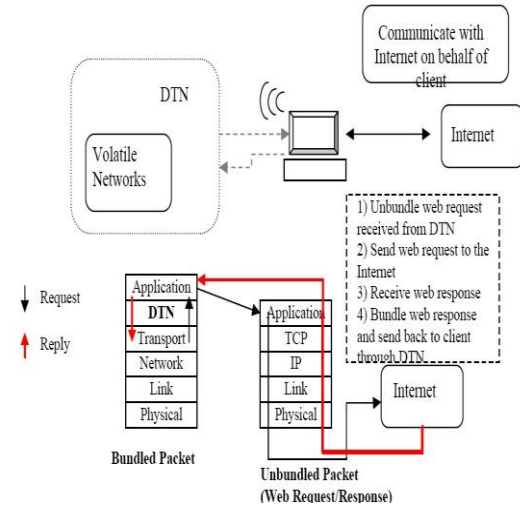 Communicate with
Internet on behalf of
client
DTN
Volatile
Networks
Internet
1) Unbundle web request
received from DTN
2) Send web request to the
Internet
3) Receive web response
4) Bundle web response
and send back to client
through DTN
Request
Reply
Application
DTN
Transport
Network
Link
Physical
Bundled Packet
Application
TCP
IP
Link
Physical
Unbundled Packet
(Web Request/Response)
Internet